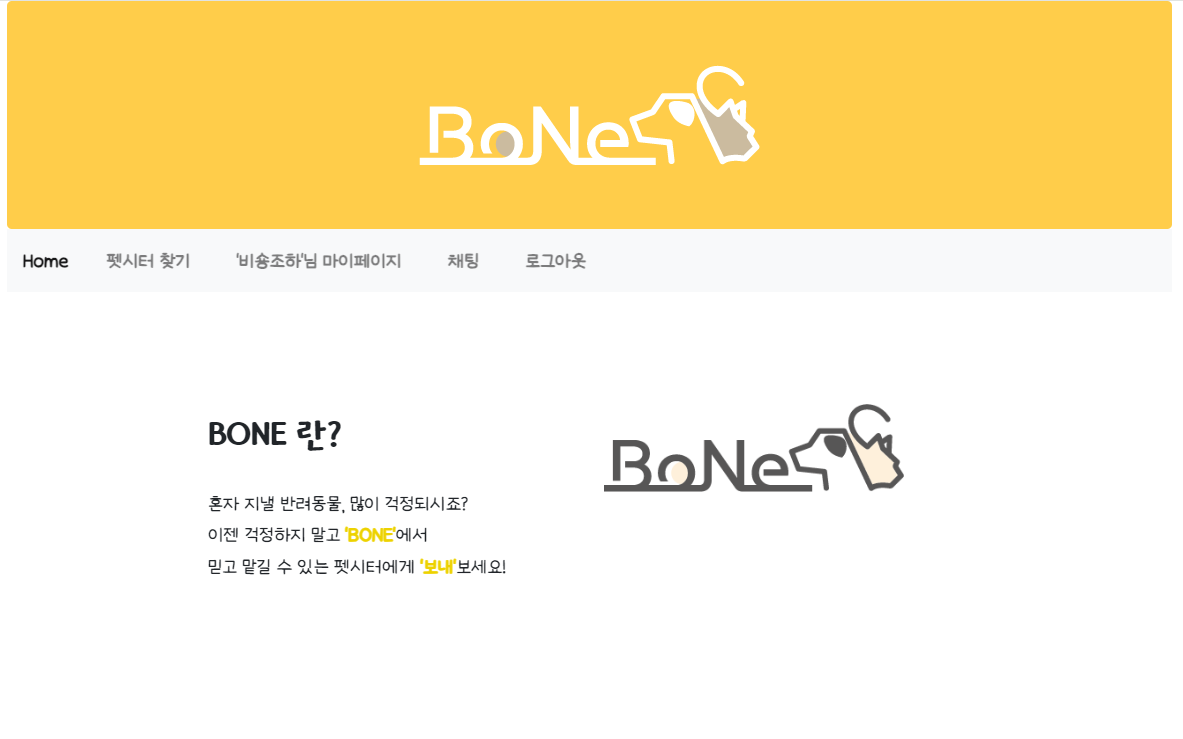 BoNe
Home 펫시터 찾기 '비숑조하'님 마이페이지 채팅 로그아웃
BONE 란?
BoNe
혼자 지낼 반려동물, 많이 걱정되시죠?
이젠 걱정하지 말고 'BONE'에서
믿고 맡길 수 있는 펫시터에게 '보내'보세요!